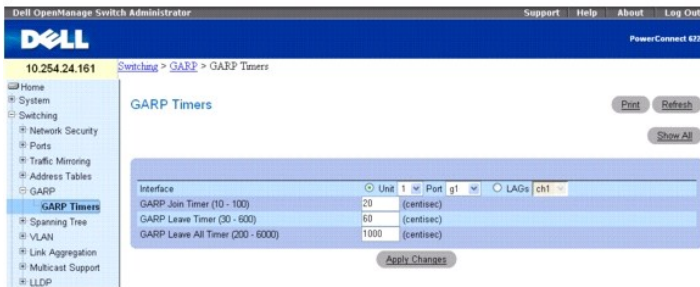 Dell OpenManage Switch Administrator
Support Help About Log Out
DELL
PowerConnect 622
10.254.24.161
Switching > GARP > GARP Timers
Home
System
Switching
Network Security
Ports
Traffic Mirroring
Address Tables
GARP
GARP Timers
Spanning Tree
VLAN
Link Aggregation
Multicast Support
LLDP
GARP Timers
Print Refresh
Show All
Interface Unit 1 Port g1 LAGs ch1
GARP Join Timer (10 - 100) 20 (centisec)
GARP Leave Timer (30 - 600) 60 (centisec)
GARP Leave All Timer (200 - 6000) 1000 (centisec)
Apply Changes